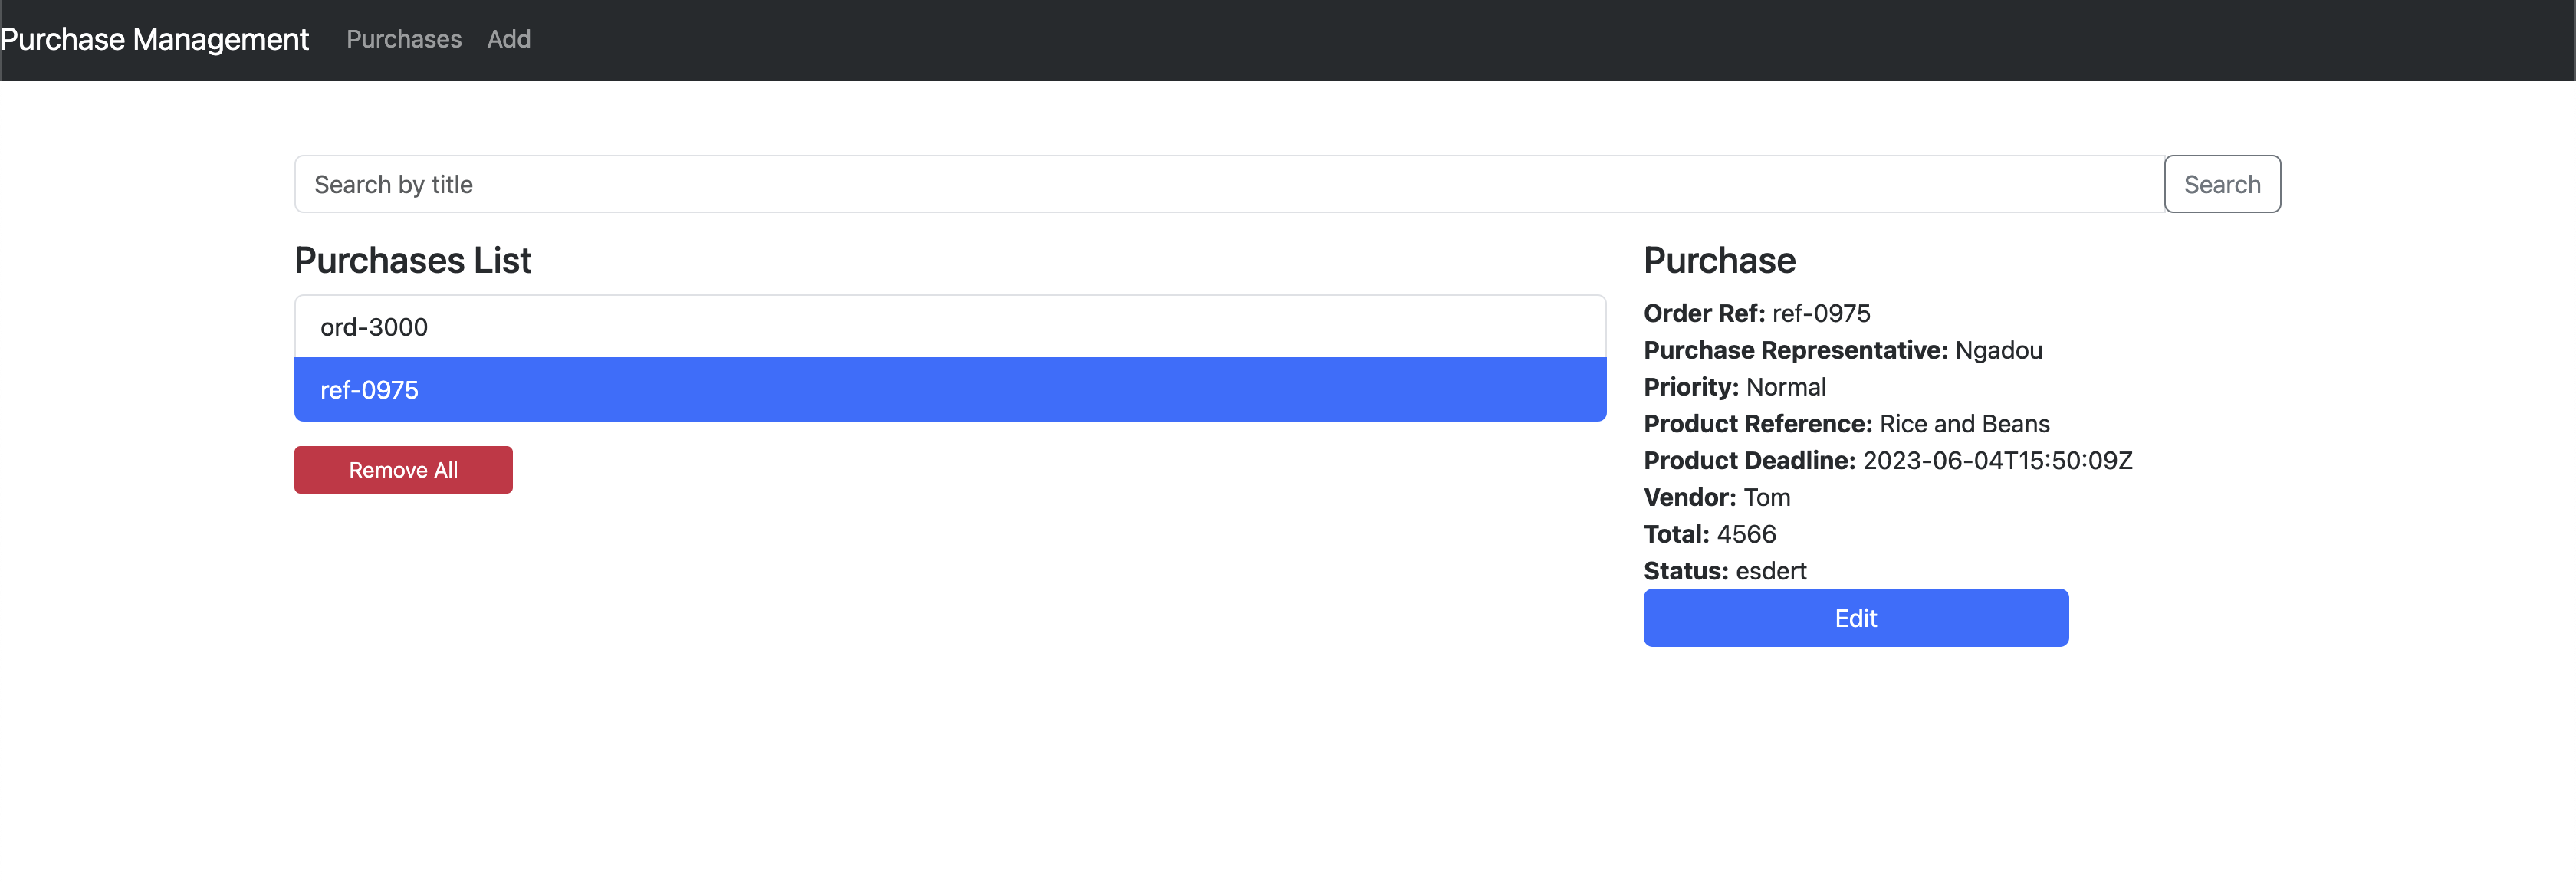 Purchase Management Purchases Add
Search by title Search
Purchases List
ord-3000
ref-0975
Remove All
Purchase
Order Ref: ref-0975
Purchase Representative: Ngadou
Priority: Normal
Product Reference: Rice and Beans
Product Deadline: 2023-06-04T15:50:09Z
Vendor: Tom
Total: 4566
Status: esdert
Edit